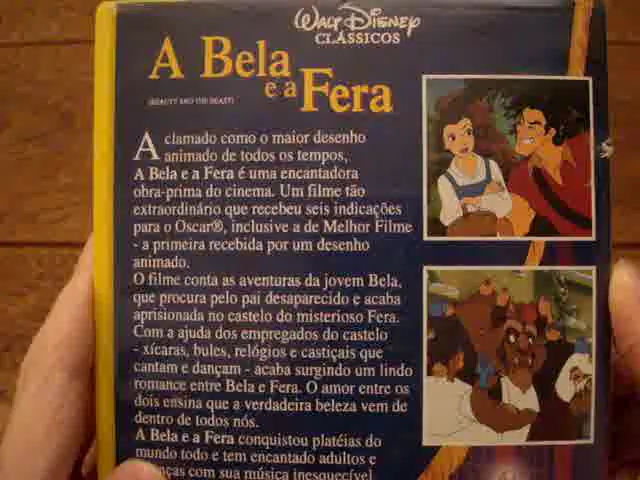 WALT DISNEY
CLÁSSICOS
A Bela
e a Fera
(BEAUTY AND THE BEAST)
Aclamado como o maior desenho
animado de todos os tempos,
A Bela e a Fera é uma encantadora
obra-prima do cinema. Um filme tão
extraordinário que recebeu seis indicações
para o Oscar®, inclusive a de Melhor Filme
- a primeira recebida por um desenho
animado.
O filme conta as aventuras da jovem Bela,
que procura pelo pai desaparecido e acaba
aprisionada no castelo do misterioso Fera.
Com a ajuda dos empregados do castelo
- xícaras, bules, relógios e castiçais que
cantam e dançam - acaba surgindo um lindo
romance entre Bela e Fera. O amor entre os
dois ensina que a verdadeira beleza vem de
dentro de todos nós.
A Bela e a Fera conquistou platéias do
mundo todo e tem encantado adultos e
com sua música inesquecível